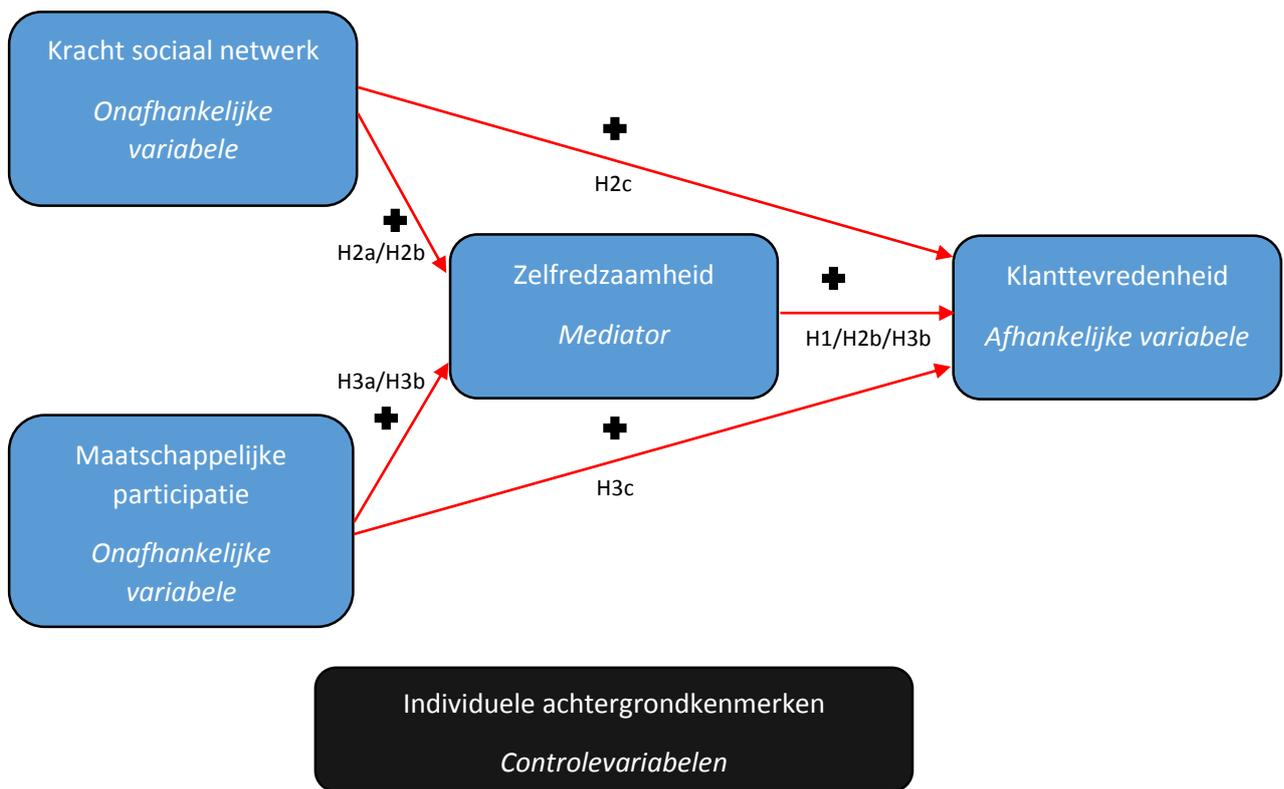 Kracht sociaal netwerk
Onafhankelijke
variabele
H2c
H2a/H2b
Zelfredzaamheid
Mediator
H1/H2b/H3b
Klanttevredenheid
Afhankelijke variabele
H3a/H3b
Maatschappelijke
participatie
Onafhankelijke
variabele
H3c
Individuele achtergrondkenmerken
Controlevariabelen